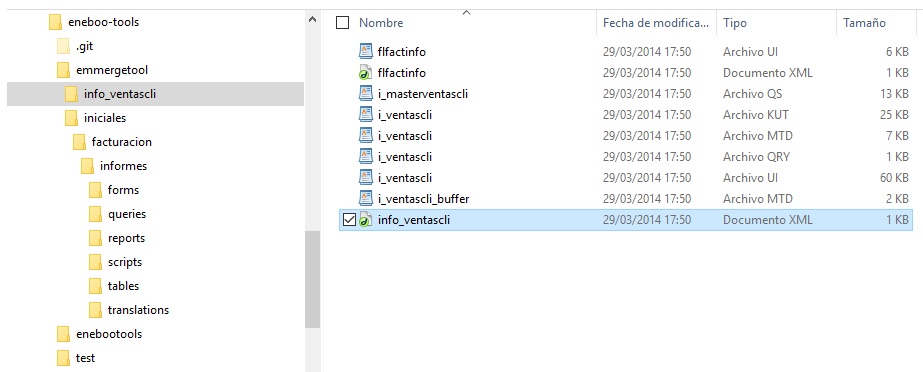 eneboo-tools
.git
emmergetool
info_ventascli
iniciales
facturacion
informes
forms
queries
reports
scripts
tables
translations
enebootools
test
Nombre Fecha de modifica... Tipo Tamaño
flfactinfo 29/03/2014 17:50 Archivo UI 6 KB
flfactinfo 29/03/2014 17:50 Documento XML 1 KB
i_masterventascli 29/03/2014 17:50 Archivo QS 13 KB
i_ventascli 29/03/2014 17:50 Archivo KUT 25 KB
i_ventascli 29/03/2014 17:50 Archivo MTD 7 KB
i_ventascli 29/03/2014 17:50 Archivo QRY 1 KB
i_ventascli 29/03/2014 17:50 Archivo UI 60 KB
i_ventascli_buffer 29/03/2014 17:50 Archivo MTD 2 KB
info_ventascli 29/03/2014 17:50 Documento XML 1 KB